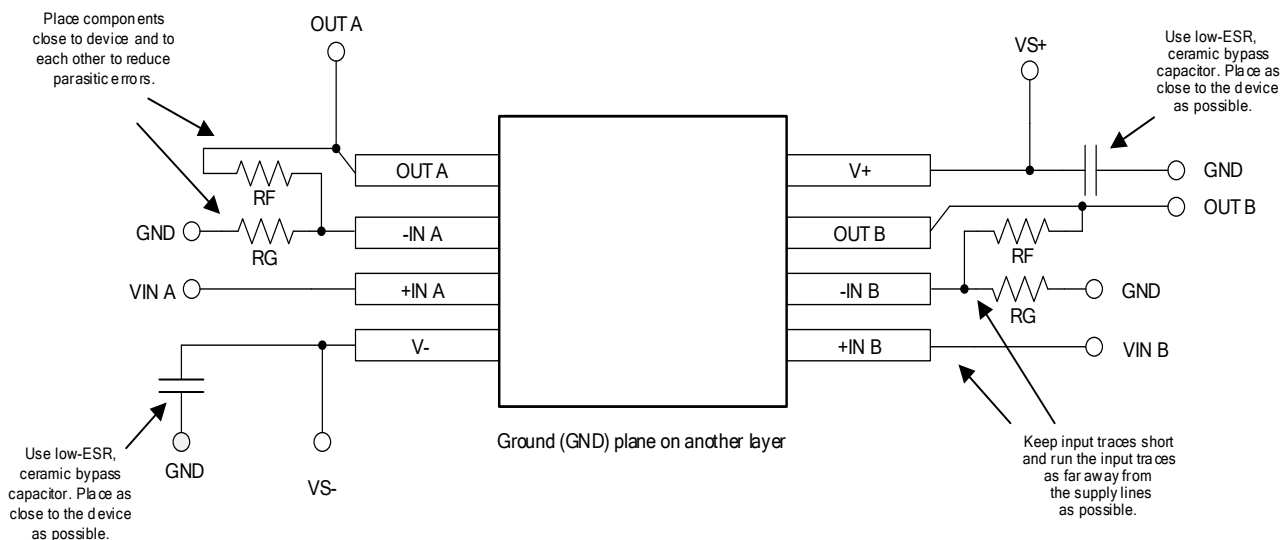 Place components
close to device and to
each other to reduce
parasitic errors.
OUT A
VS+
Use low-ESR,
ceramic bypass
capacitor. Place as
close to the device
as possible.
OUT A
V+
GND
RF
OUT B
OUT B
GND
-IN A
RF
RG
VIN A
+IN A
-IN B
GND
RG
V-
+IN B
VIN B
Ground (GND) plane on another layer
Use low-ESR,
ceramic bypass
capacitor. Place as
close to the device
as possible.
GND
VS-
Keep input traces short
and run the input traces
as far away from
the supply lines
as possible.